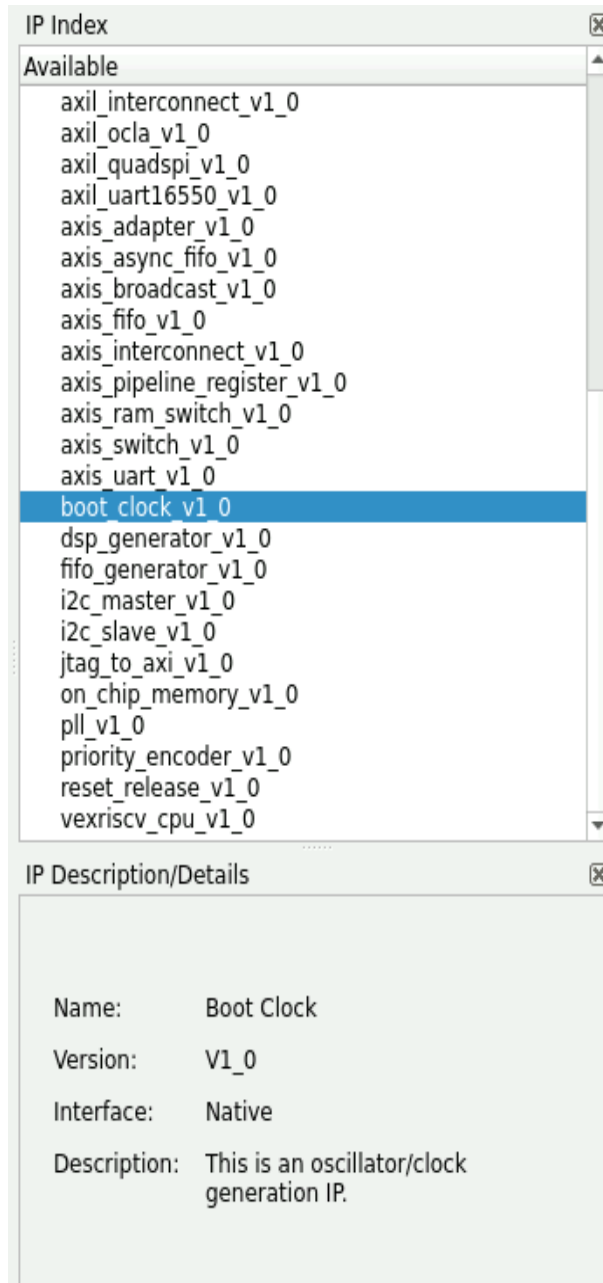 IP Index
Available
axil_interconnect_v1_0
axil_ocla_v1_0
axil_quadspi_v1_0
axil_uart16550_v1_0
axis_adapter_v1_0
axis_async_fifo_v1_0
axis_broadcast_v1_0
axis_fifo_v1_0
axis_interconnect_v1_0
axis_pipeline_register_v1_0
axis_ram_switch_v1_0
axis_switch_v1_0
axis_uart_v1_0
boot_clock_v1_0
dsp_generator_v1_0
fifo_generator_v1_0
i2c_master_v1_0
i2c_slave_v1_0
jtag_to_axi_v1_0
on_chip_memory_v1_0
pll_v1_0
priority_encoder_v1_0
reset_release_v1_0
vexriscv_cpu_v1_0
IP Description/Details
Name: Boot Clock
Version: V1_0
Interface: Native
Description: This is an oscillator/clock
generation IP.